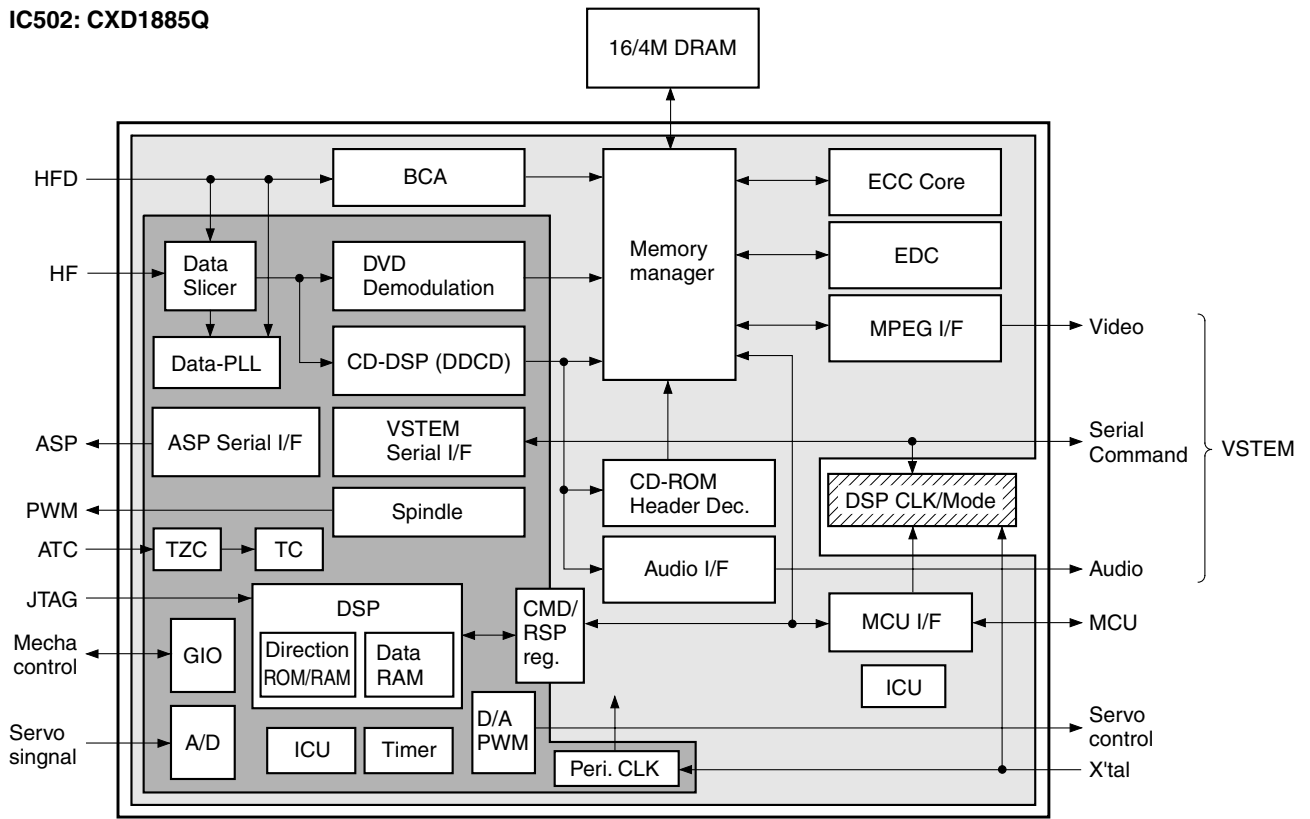 IC502: CXD1885Q
16/4M DRAM
HFD
BCA
Memory
manager
ECC Core
HF
Data
Slicer
DVD
Demodulation
EDC
Data-PLL
CD-DSP (DDCD)
MPEG I/F
Video
ASP
ASP Serial I/F
VSTEM
Serial I/F
Serial
Command
VSTEM
PWM
Spindle
CD-ROM
Header Dec.
DSP CLK/Mode
ATC
TZC
TC
Audio I/F
Audio
JTAG
DSP
Direction
ROM/RAM
Data
RAM
CMD/
RSP
reg.
MCU I/F
MCU
Mecha
control
GIO
ICU
Servo
singnal
A/D
ICU
Timer
D/A
PWM
Peri. CLK
Servo
control
X'tal